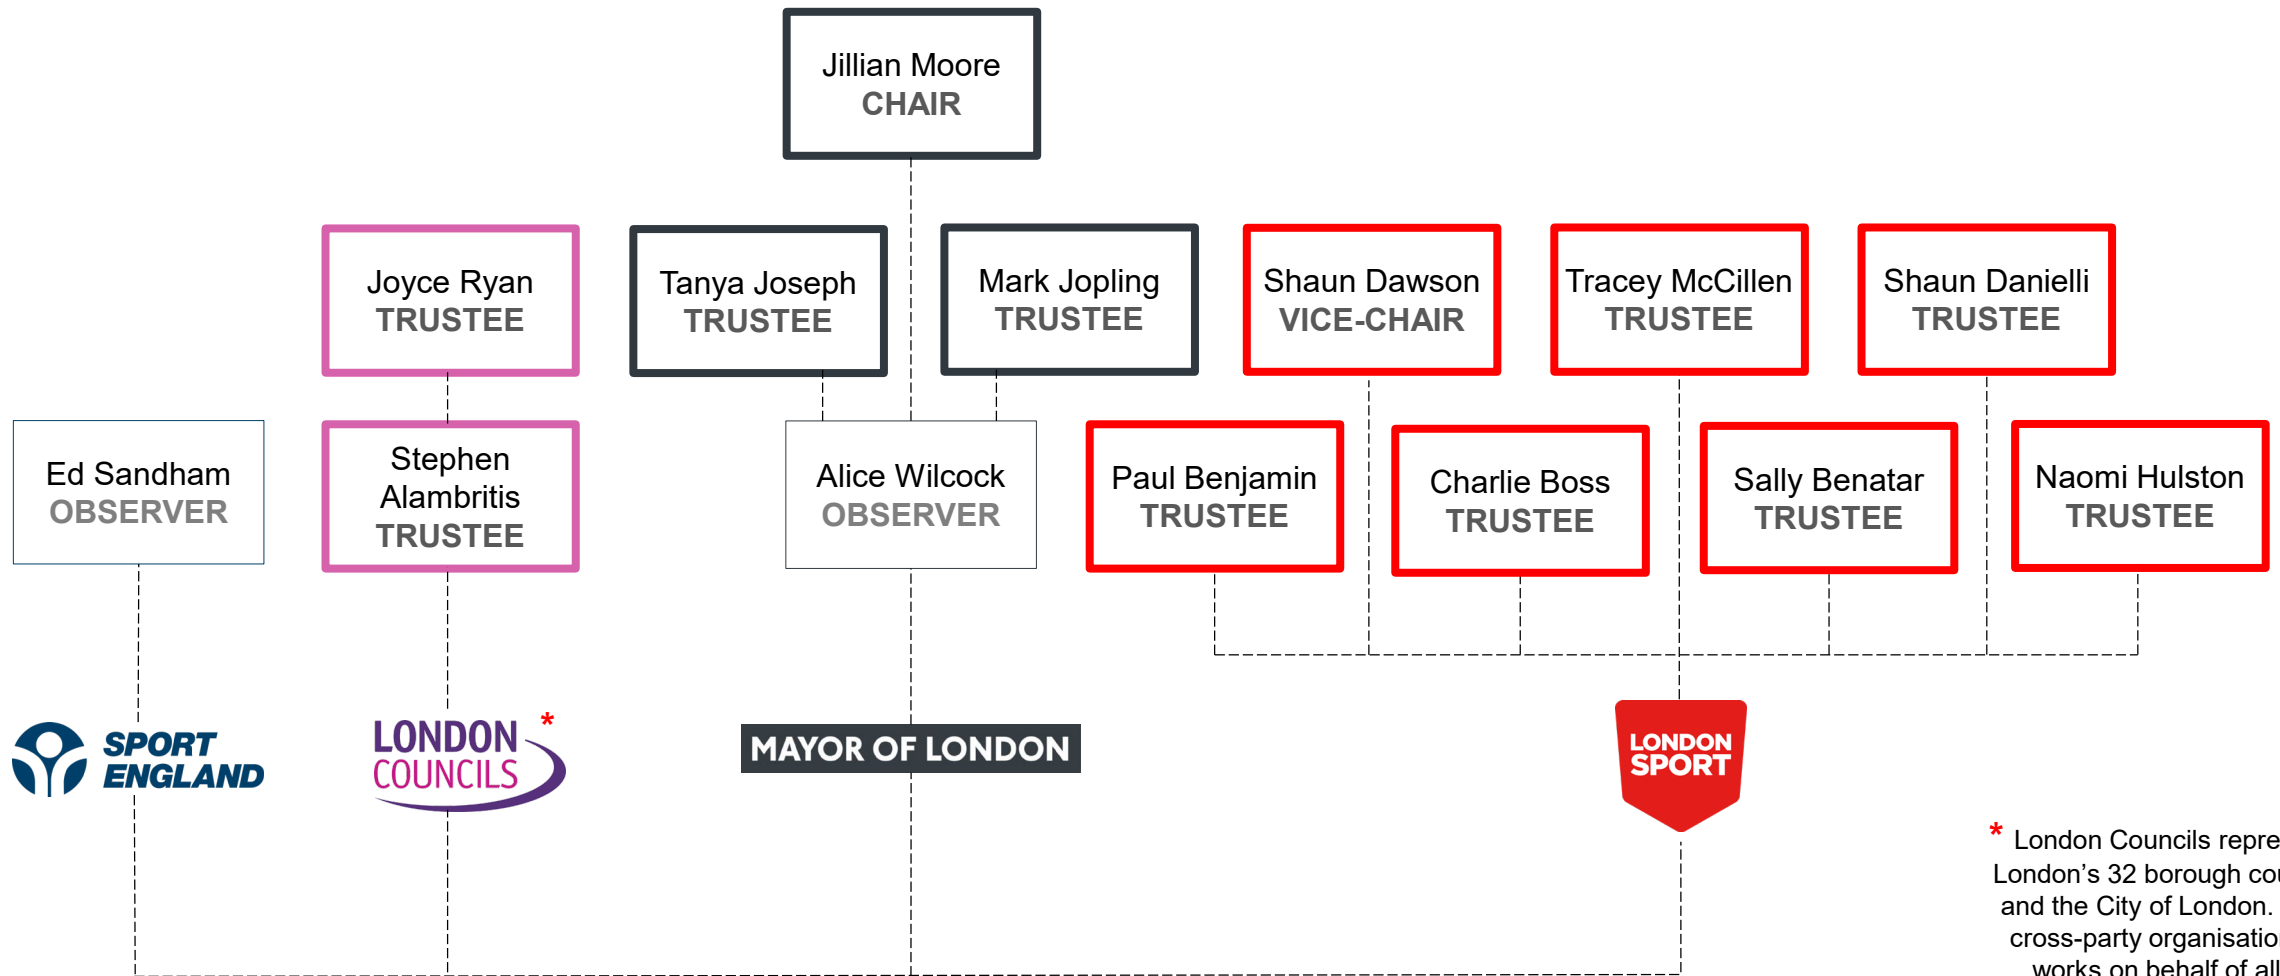 Jillian Moore
CHAIR
Joyce Ryan
TRUSTEE
Tanya Joseph
TRUSTEE
Mark Jopling
TRUSTEE
Shaun Dawson
VICE-CHAIR
Tracey McCillen
TRUSTEE
Shaun Danielli
TRUSTEE
Ed Sandham
OBSERVER
Stephen
Alambritis
TRUSTEE
Alice Wilcock
OBSERVER
Paul Benjamin
TRUSTEE
Charlie Boss
TRUSTEE
Sally Benatar
TRUSTEE
Naomi Hulston
TRUSTEE
SPORT
ENGLAND
LONDON *
COUNCILS
MAYOR OF LONDON
LONDON
SPORT
* London Councils repre
London’s 32 borough cou
and the City of London.
cross-party organisation
works on behalf of all